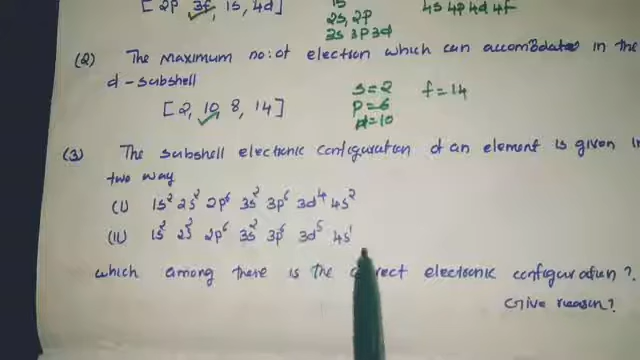 [ 2p 3f, 1s, 4d ]
1s
2s, 2p
3s 3p 3d
4s 4p 4d 4f
(2) The maximum no: of electron which can accomodate in the
d-subshell
[ 2, 10, 8, 14 ]
s=2
p=6
d=10
f=14
(3) The subshell electronic configuration of an element is given in
two way
(I) 1s² 2s² 2p⁶ 3s² 3p⁶ 3d⁴ 4s²
(II) 1s² 2s² 2p⁶ 3s² 3p⁶ 3d⁵ 4s¹
which among there is the correct electronic configuration?
Give reason?